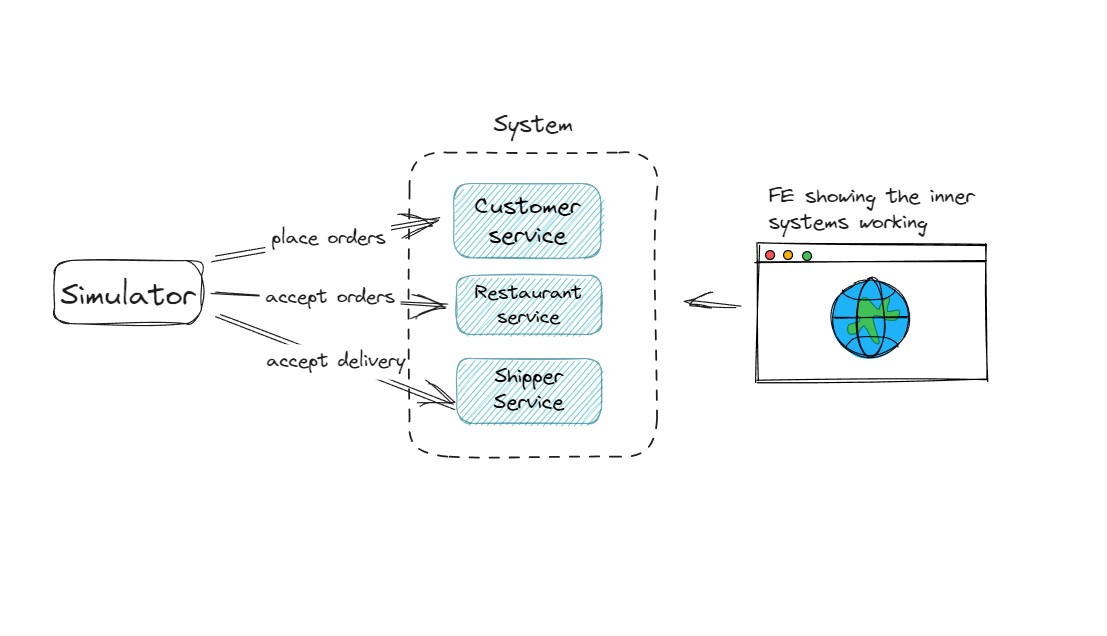 System
Customer
service
place orders
Simulator
accept orders
Restaurant
service
accept delivery
Shipper
Service
FE showing the inner
systems working